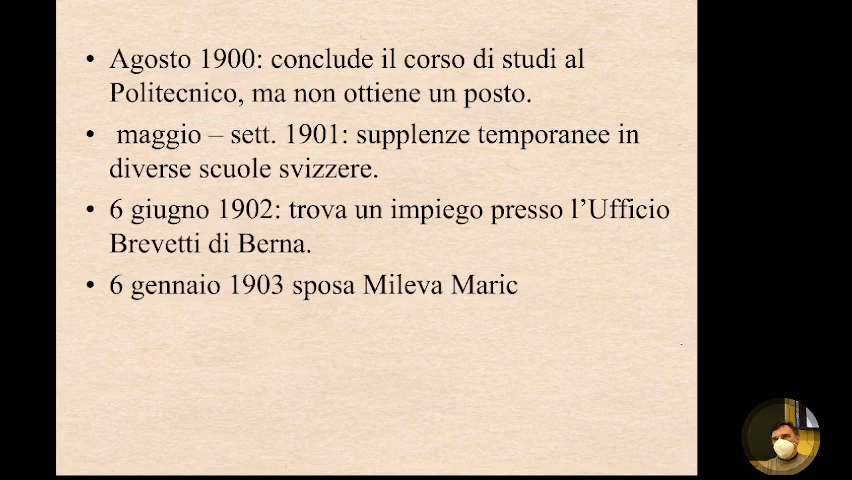 • Agosto 1900: conclude il corso di studi al
Politecnico, ma non ottiene un posto.
• maggio – sett. 1901: supplenze temporanee in
diverse scuole svizzere.
• 6 giugno 1902: trova un impiego presso l’Ufficio
Brevetti di Berna.
• 6 gennaio 1903 sposa Mileva Maric